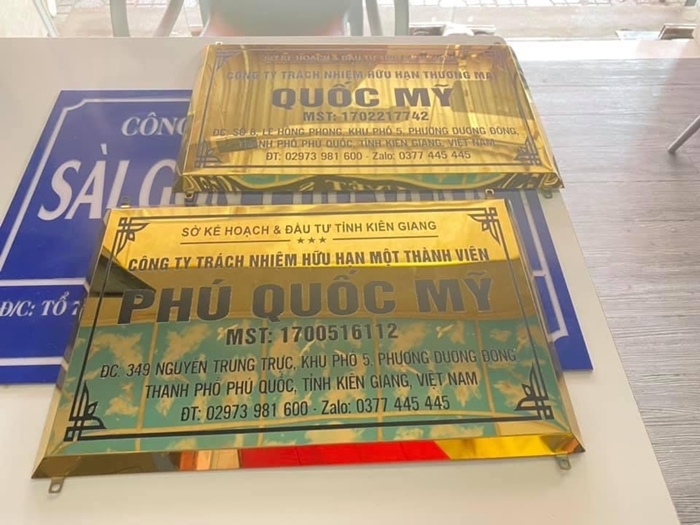 SỞ KẾ HOẠCH & ĐẦU TƯ
CÔNG TY TRÁCH NHIỆM HỮU HẠN THƯƠNG MẠI
QUỐC MỸ
MST: 1702217742
ĐC: SỐ 6, LÊ HỒNG PHONG, KHU PHỐ 5, PHƯỜNG DƯƠNG ĐÔNG,
THÀNH PHỐ PHÚ QUỐC, TỈNH KIÊN GIANG, VIỆT NAM
ĐT: 02973 981 600 - Zalo: 0377 445 445
CÔNG
SÀI G
Đ/C: TỔ 7
SỞ KẾ HOẠCH & ĐẦU TƯ TỈNH KIÊN GIANG
CÔNG TY TRÁCH NHIỆM HỮU HẠN MỘT THÀNH VIÊN
PHÚ QUỐC MỸ
MST: 1700516112
ĐC: 349 NGUYỄN TRUNG TRỰC, KHU PHỐ 5, PHƯỜNG DƯƠNG ĐÔNG
THÀNH PHỐ PHÚ QUỐC, TỈNH KIÊN GIANG, VIỆT NAM
ĐT: 02973 981 600 - Zalo: 0377 445 445